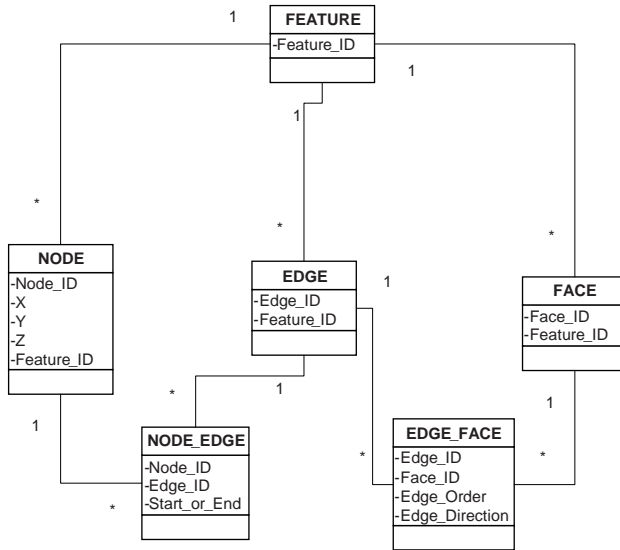 1
FEATURE
-Feature_ID
1
1
*
*
*
NODE
-Node_ID
-X
-Y
-Z
-Feature_ID
EDGE
-Edge_ID
-Feature_ID
1
FACE
-Face_ID
-Feature_ID
1
*
1
1
NODE_EDGE
-Node_ID
-Edge_ID
-Start_or_End
*
EDGE_FACE
-Edge_ID
-Face_ID
-Edge_Order
-Edge_Direction
*
*